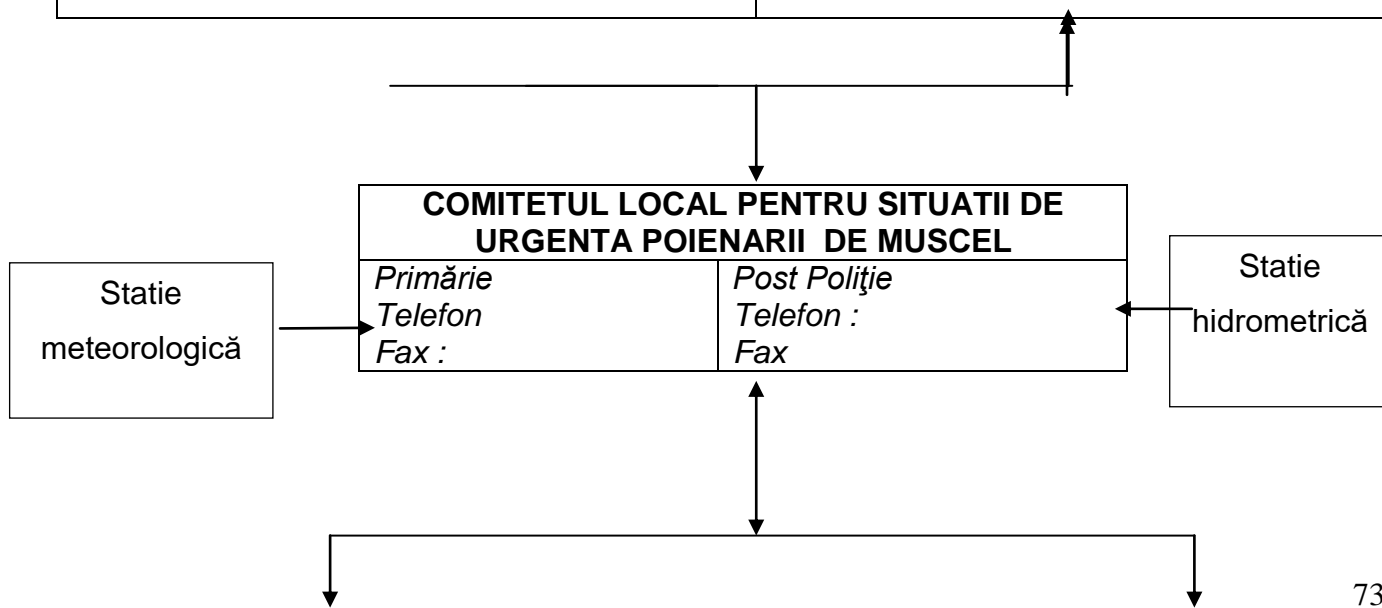 COMITETUL LOCAL PENTRU SITUATII DE
URGENTA POIENARII  DE MUSCEL
Statie
meteorologică
Primărie
Telefon
Fax :
Post Poliţie
Telefon :
Fax
Statie
hidrometrică
73